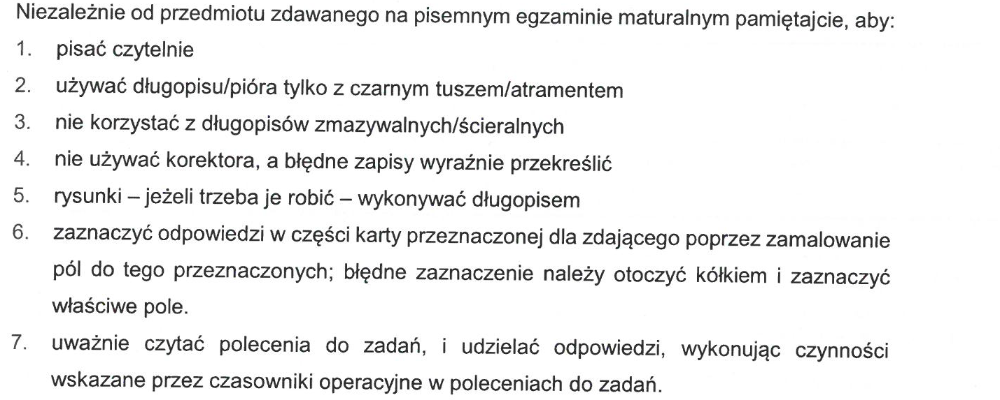 Niezależnie od przedmiotu zdawanego na pisemnym egzaminie maturalnym pamiętajcie, aby:
1. pisać czytelnie
2. używać długopisu/pióra tylko z czarnym tuszem/atramentem
3. nie korzystać z długopisów zmazywalnych/ścieralnych
4. nie używać korektora, a błędne zapisy wyraźnie przekreślić
5. rysunki – jeżeli trzeba je robić – wykonywać długopisem
6. zaznaczyć odpowiedzi w części karty przeznaczonej dla zdającego poprzez zamalowanie
pól do tego przeznaczonych; błędne zaznaczenie należy otoczyć kółkiem i zaznaczyć
właściwe pole.
7. uważnie czytać polecenia do zadań, i udzielać odpowiedzi, wykonując czynności
wskazane przez czasowniki operacyjne w poleceniach do zadań.